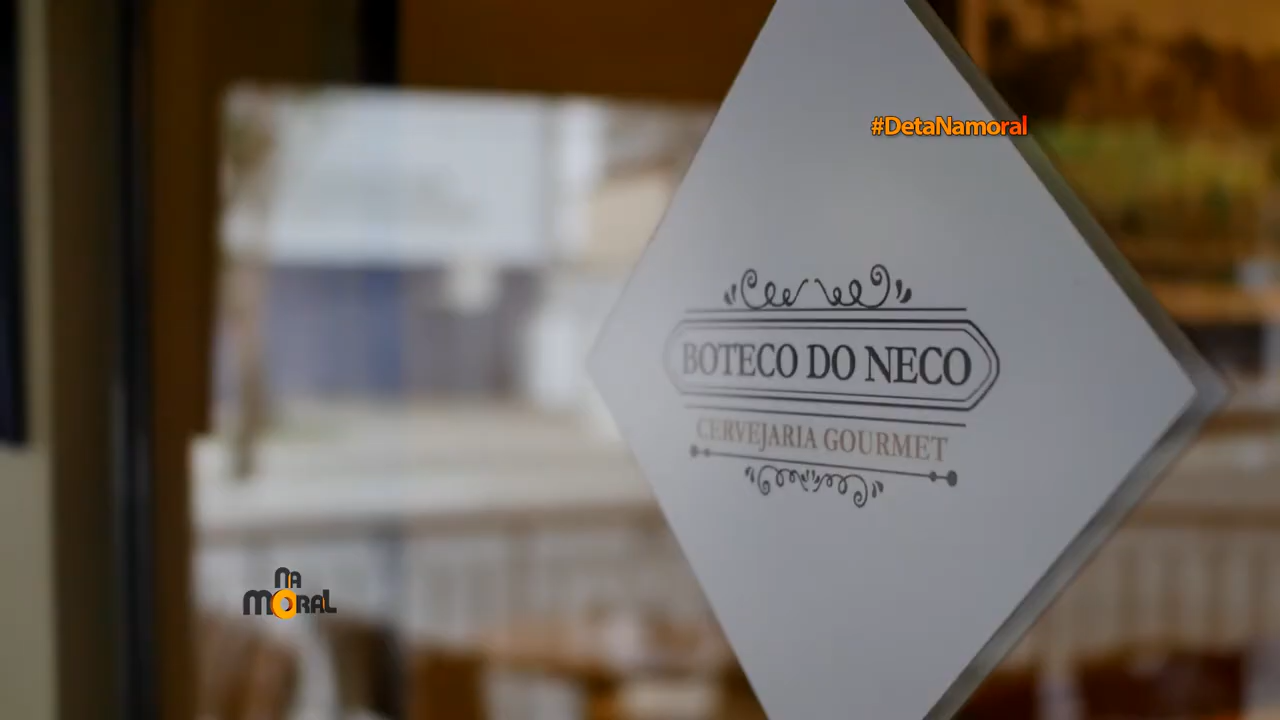 #DetaNamoral
BOTECO DO NECO
CERVEJARIA GOURMET
NA
MORAL